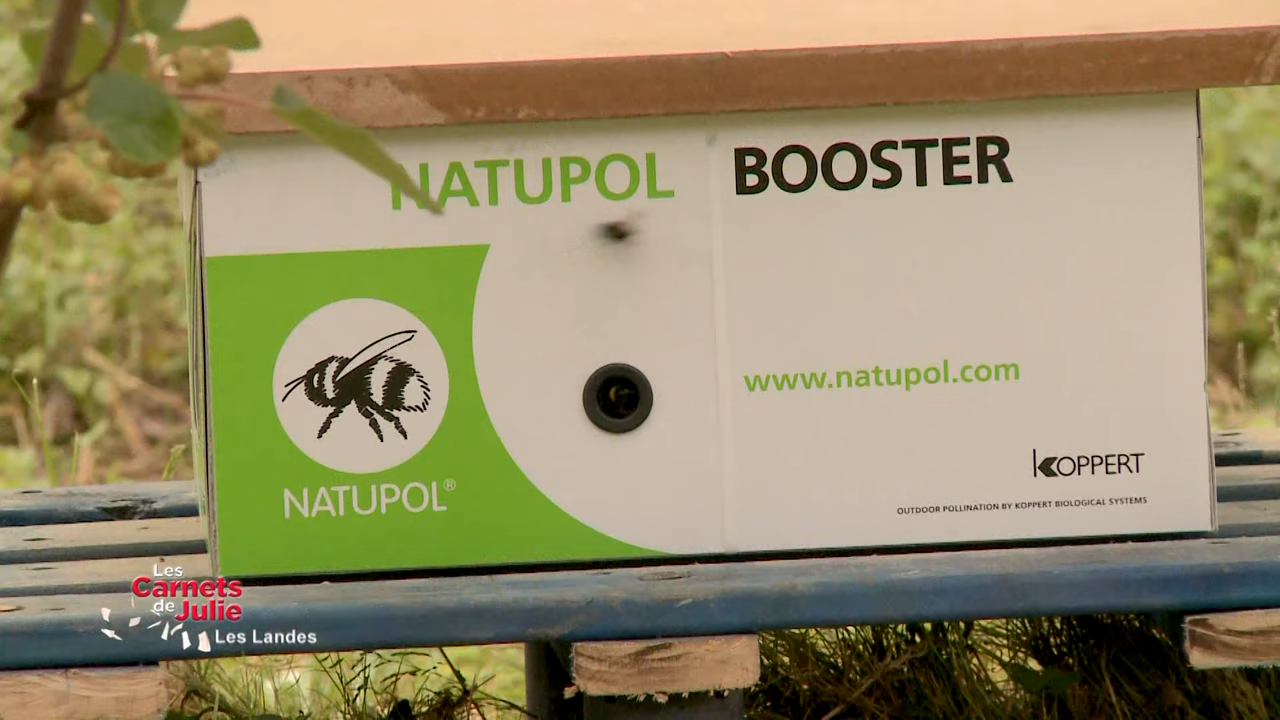 NATUPOL BOOSTER
NATUPOL®
www.natupol.com
KOPPERT
OUTDOOR POLLINATION BY KOPPERT BIOLOGICAL SYSTEMS
Les
Carnets
de
Julie
Les Landes